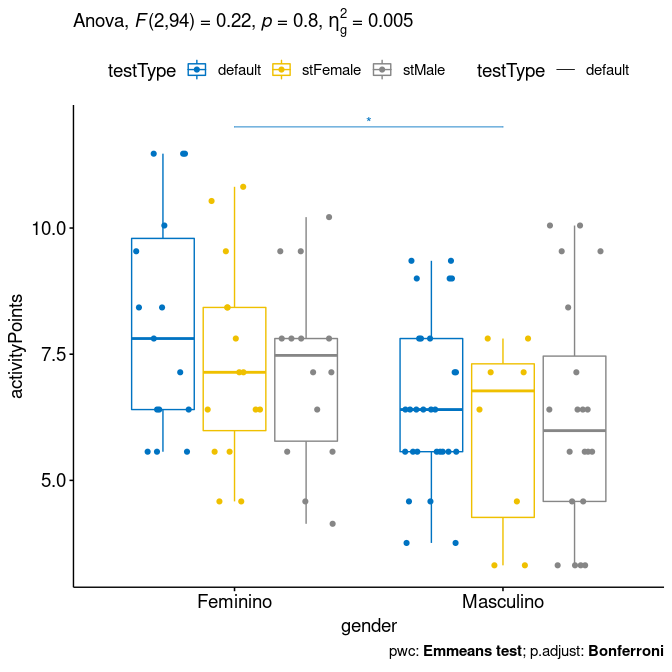 Anova, F(2,94) = 0.22, p = 0.8, η²g = 0.005
testType default stFemale stMale testType default
*
10.0
7.5
5.0
activityPoints
Feminino Masculino
gender
pwc: Emmeans test; p.adjust: Bonferroni